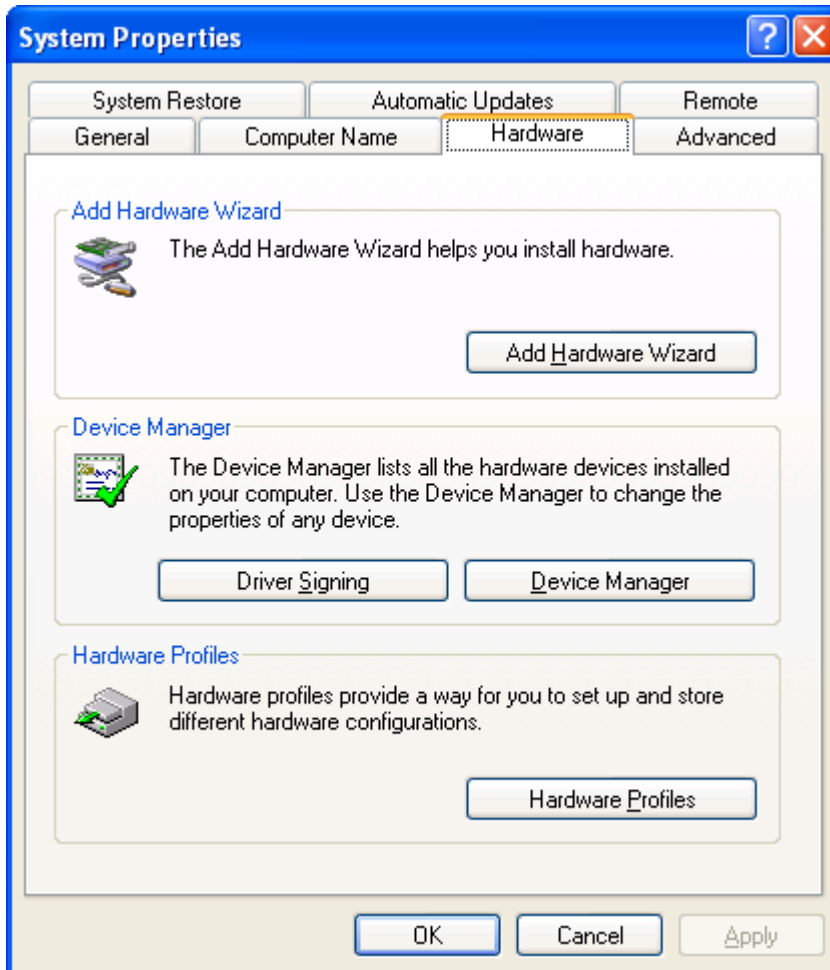 System Properties
System Restore
Automatic Updates
Remote
General
Computer Name
Hardware
Advanced
Add Hardware Wizard
The Add Hardware Wizard helps you install hardware.
Add Hardware Wizard
Device Manager
The Device Manager lists all the hardware devices installed
on your computer. Use the Device Manager to change the
properties of any device.
Driver Signing
Device Manager
Hardware Profiles
Hardware profiles provide a way for you to set up and store
different hardware configurations.
Hardware Profiles
OK
Cancel
Apply